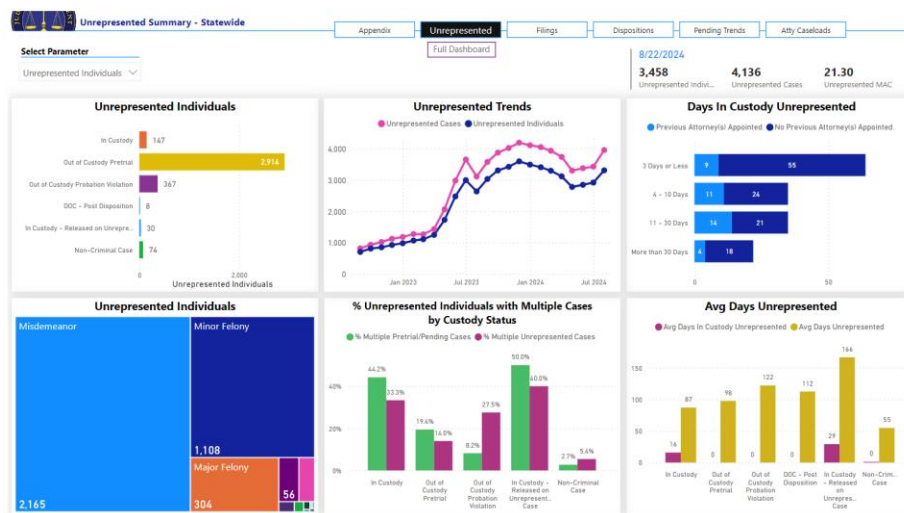 Unrepresented Summary - Statewide
Appendix
Unrepresented
Filings
Dispositions
Pending Trends
Atty Caseloads
Full Dashboard
Select Parameter
Unrepresented Individuals
8/22/2024
3,458
Unrepresented Indivi...
4,136
Unrepresented Cases
21.30
Unrepresented MAC
Unrepresented Individuals
In Custody
147
Out of Custody Pretrial
2,914
Out of Custody Probation Violation
367
DOC - Post Disposition
8
In Custody - Released on Unrepre...
30
Non-Criminal Case
76
0
2,000
Unrepresented Individuals
Unrepresented Trends
Unrepresented Cases
Unrepresented Individuals
4,000
3,000
2,000
1,000
0
Jan 2023
Jul 2023
Jan 2024
Jul 2024
Days In Custody Unrepresented
Previous Attorney(s) Appointed
No Previous Attorney(s) Appointed
3 Days or Less
9
55
4 - 10 Days
11
24
11 - 30 Days
14
21
More than 30 Days
4
18
0
50
Unrepresented Individuals
Misdemeanor
2,165
Minor Felony
1,108
Major Felony
304
56
% Unrepresented Individuals with Multiple Cases
by Custody Status
% Multiple Pretrial/Pending Cases
% Multiple Unrepresented Cases
40%
20%
0%
44.2%
33.3%
19.6%
14.0%
8.2%
27.5%
50.0%
40.0%
2.7%
5.4%
In Custody
Out of
Custody
Pretrial
Out of
Custody
Probation
Violation
In Custody -
Released on
Unrepresent...
Case
Non-Criminal
Case
Avg Days Unrepresented
Avg Days In Custody Unrepresented
Avg Days Unrepresented
150
100
50
0
16
87
0
98
0
122
0
112
29
166
0
55
In Custody
Out of
Custody
Pretrial
Out of
Custody
Probation
Violation
DOC - Post
Disposition
In Custody
- Released
on
Unrepres...
Case
Non-Crim...
Case